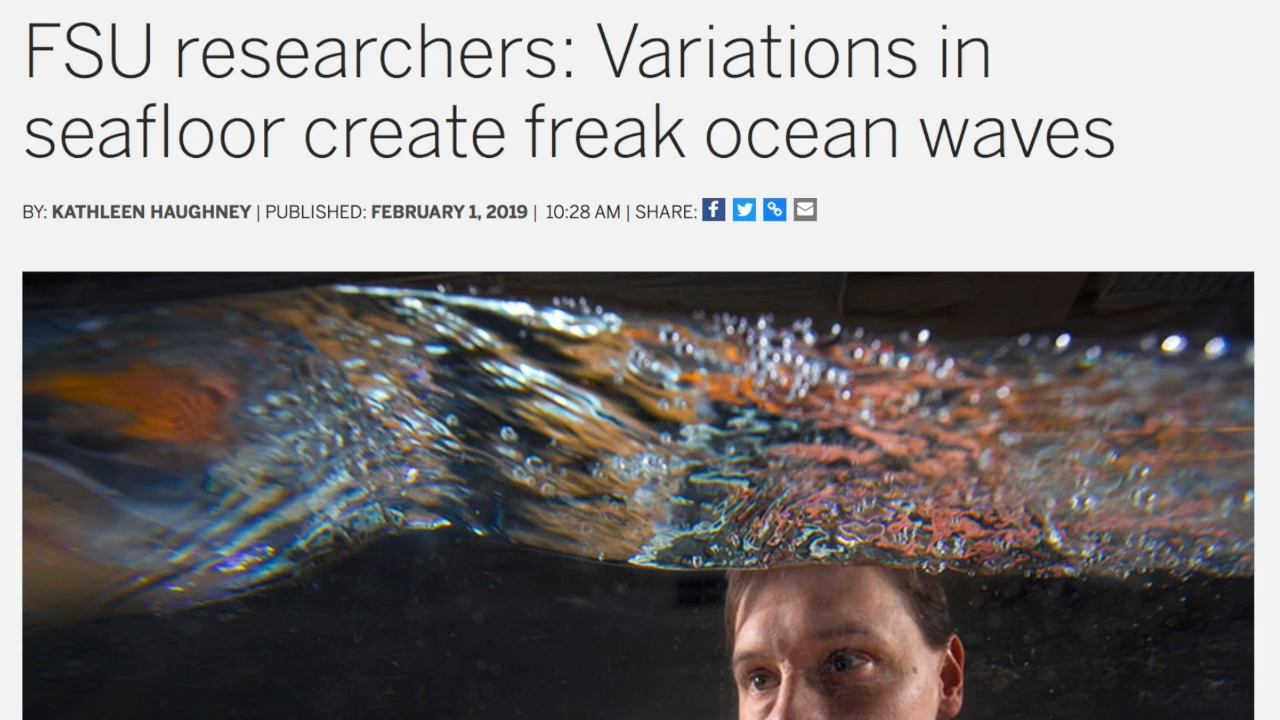 FSU researchers: Variations in
seafloor create freak ocean waves
BY: KATHLEEN HAUGHNEY | PUBLISHED: FEBRUARY 1, 2019 | 10:28 AM | SHARE: